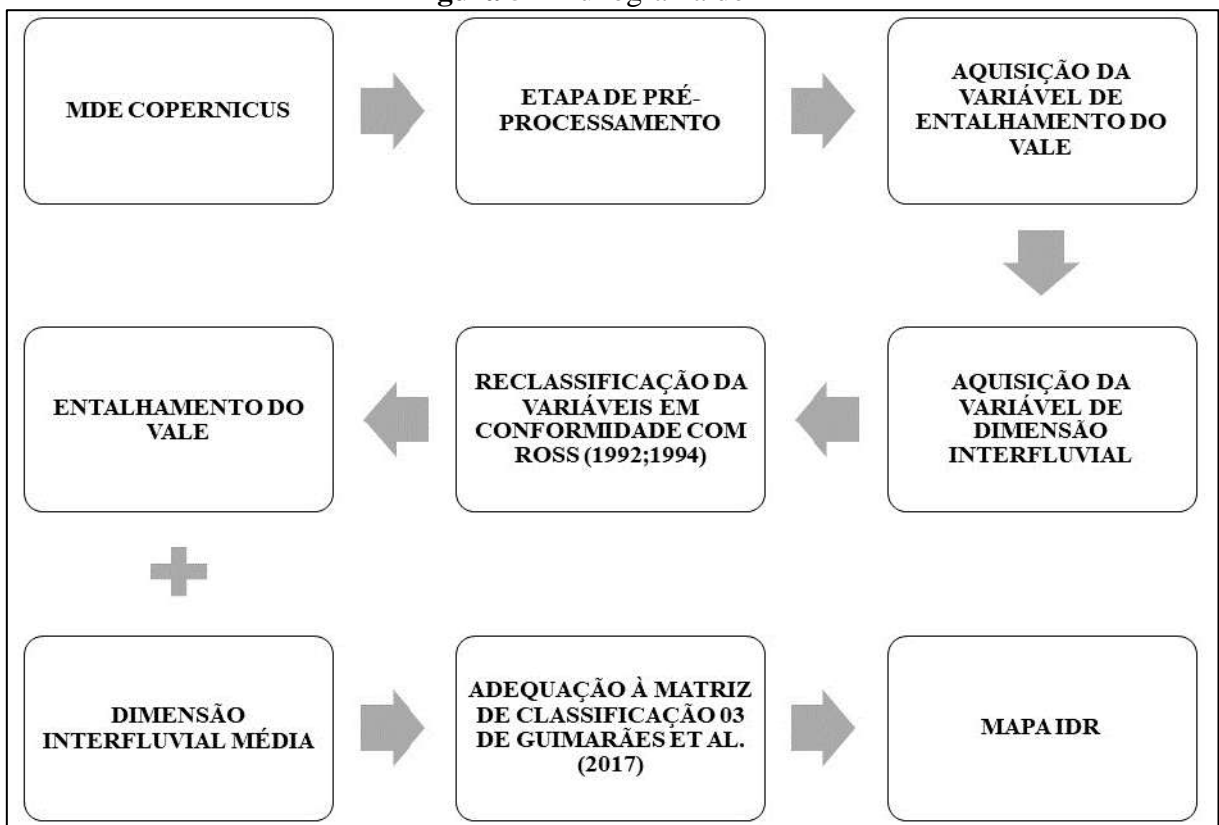 MDE COPERNICUS
ETAPA DE PRÉ-
PROCESSAMENTO
AQUISIÇÃO DA
VARIÁVEL DE
ENTALHAMENTO DO
VALE
AQUISIÇÃO DA
VARIÁVEL DE
DIMENSÃO
INTERFLUVIAL
RECLASSIFICAÇÃO DA
VARIÁVEIS EM
CONFORMIDADE COM
ROSS (1992;1994)
ENTALHAMENTO DO
VALE
DIMENSÃO
INTERFLUVIAL MÉDIA
ADEQUAÇÃO À MATRIZ
DE CLASSIFICAÇÃO 03
DE GUIMARÃES ET AL.
(2017)
MAPA IDR